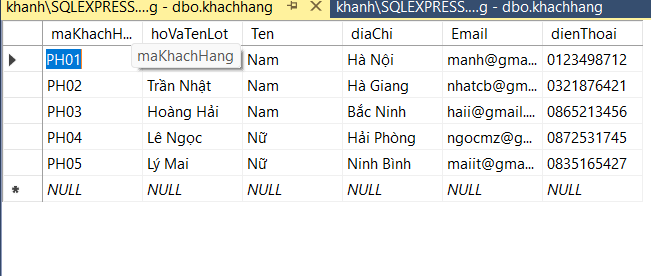 khanh\SQLEXPRESS....g - dbo.khachhang khanh\SQLEXPRESS....g - dbo.khachhang
maKhachH... hoVaTenLot Ten diaChi Email dienThoai
PH01 maKhachHang Nam Hà Nội manh@gma... 0123498712
PH02 Trần Nhật Nam Hà Giang nhatcb@gm... 0321876421
PH03 Hoàng Hải Nam Bắc Ninh haii@gmail.... 0865213456
PH04 Lê Ngọc Nữ Hải Phòng ngocmz@g... 0872531745
PH05 Lý Mai Nữ Ninh Bình maiit@gma... 0835165427
NULL NULL NULL NULL NULL NULL